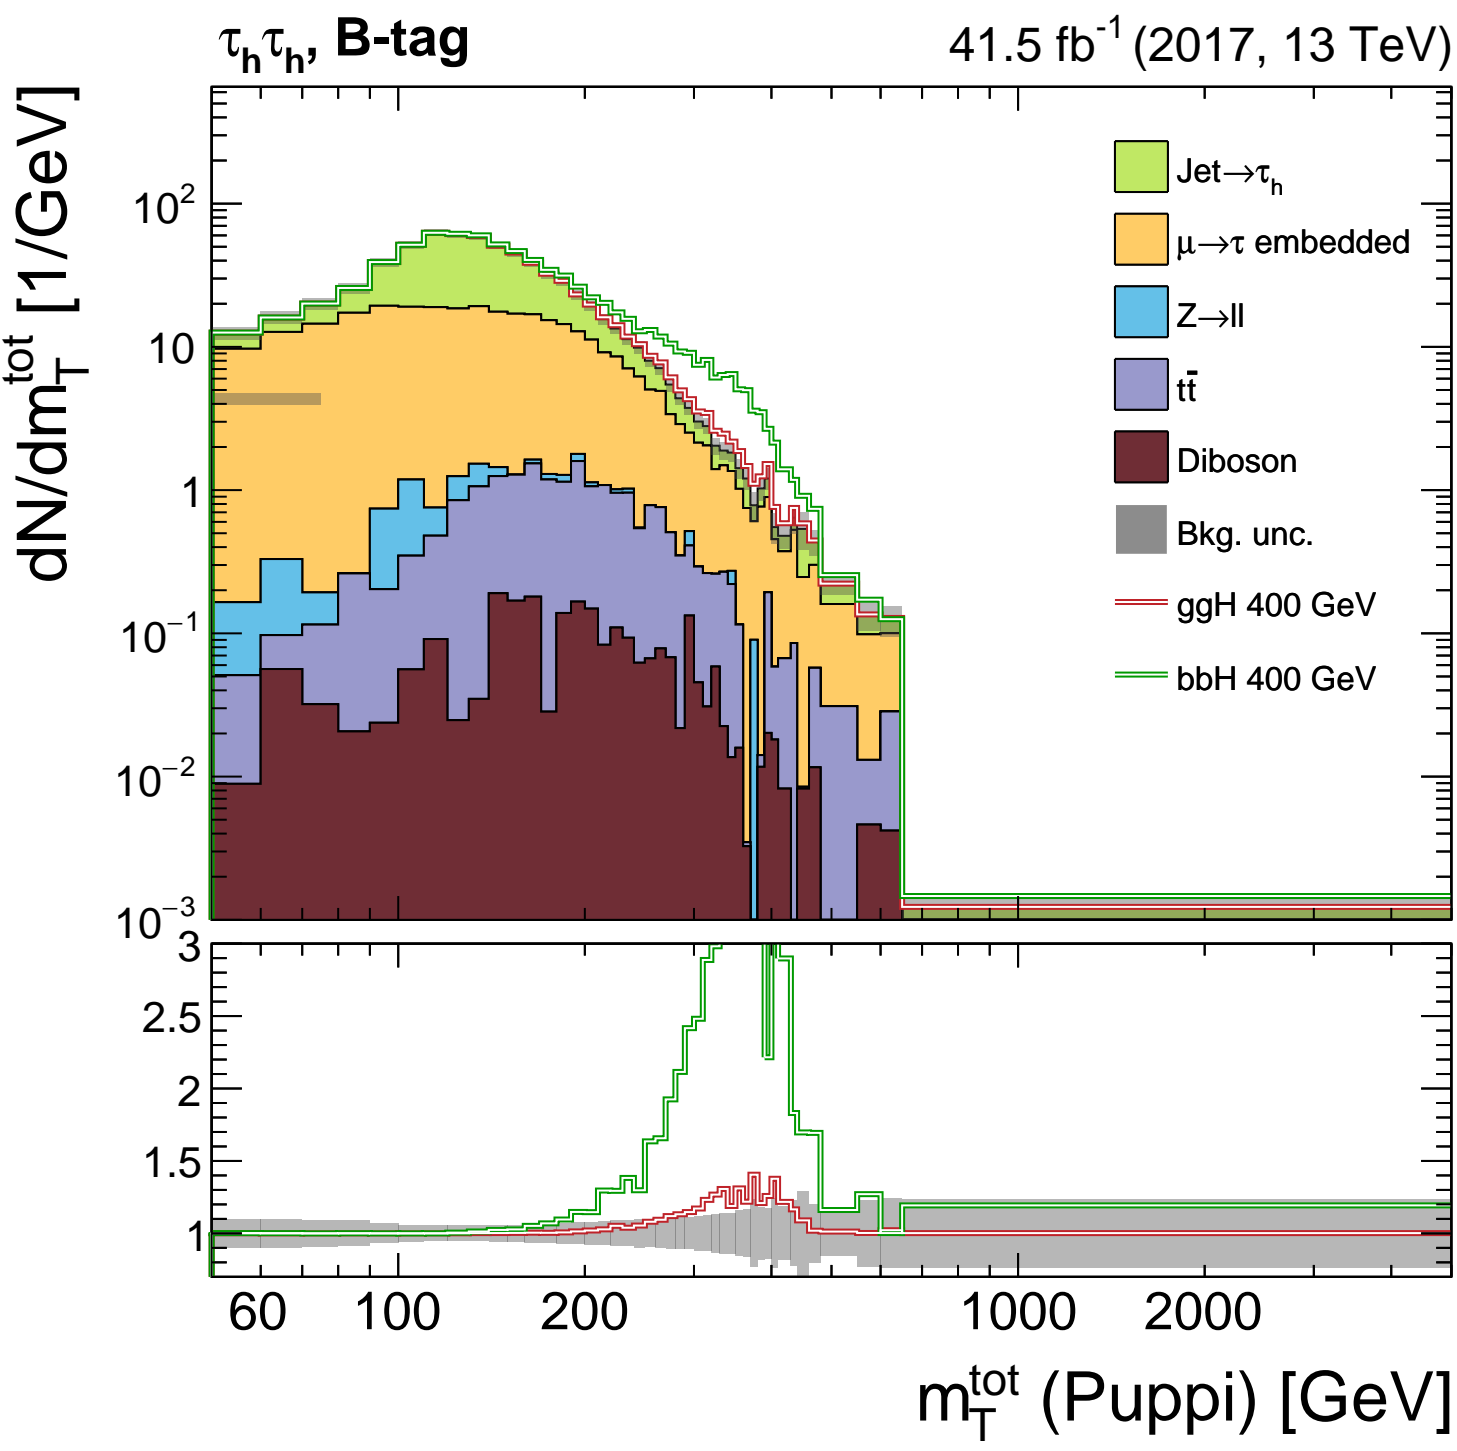 τhτh, B-tag
41.5 fb-1 (2017, 13 TeV)
dN/dmTtot [1/GeV]
10²
10
1
10−1
10−2
10−3
Jet→τh
μ→τ embedded
Z→ll
tt̄
Diboson
Bkg. unc.
ggH 400 GeV
bbH 400 GeV
3
2.5
2
1.5
1
60 100 200 1000 2000
mTtot (Puppi) [GeV]